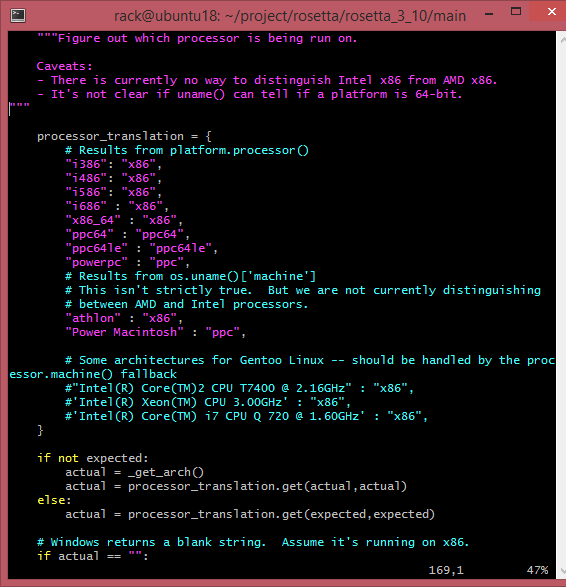 rack@ubuntu18: ~/project/rosetta/rosetta_3_10/main
    """Figure out which processor is being run on.

    Caveats:
    - There is currently no way to distinguish Intel x86 from AMD x86.
    - It's not clear if uname() can tell if a platform is 64-bit.
"""

    processor_translation = {
        # Results from platform.processor()
        "i386": "x86",
        "i486": "x86",
        "i586": "x86",
        "i686" : "x86",
        "x86_64" : "x86",
        "ppc64" : "ppc64",
        "ppc64le" : "ppc64le",
        "powerpc" : "ppc",
        # Results from os.uname()['machine']
        # This isn't strictly true.  But we are not currently distinguishing
        # between AMD and Intel processors.
        "athlon" : "x86",
        "Power Macintosh" : "ppc",

        # Some architectures for Gentoo Linux -- should be handled by the proc
essor.machine() fallback
        #"Intel(R) Core(TM)2 CPU T7400 @ 2.16GHz" : "x86",
        #'Intel(R) Xeon(TM) CPU 3.00GHz' : "x86",
        #'Intel(R) Core(TM) i7 CPU Q 720 @ 1.60GHz' : "x86",
    }

    if not expected:
        actual = _get_arch()
        actual = processor_translation.get(actual,actual)
    else:
        actual = processor_translation.get(expected,expected)

    # Windows returns a blank string.  Assume it's running on x86.
    if actual == "":
169,1 47%